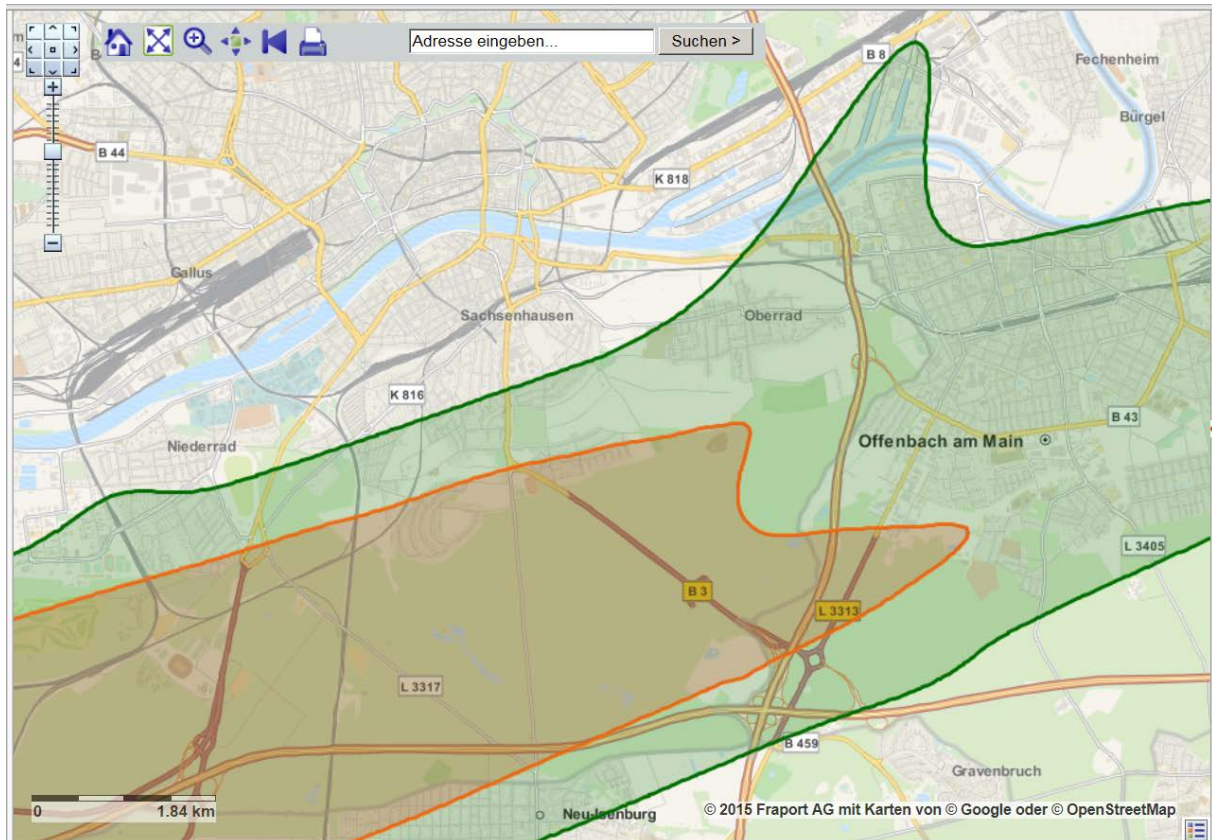 Adresse eingeben...
Suchen >
B 8
Fechenheim
Bürgel
B 44
K 818
Gallus
Sachsenhausen
Oberrad
K 816
B 43
Niederrad
Offenbach am Main
L 3405
B 3
L 3313
L 3317
B 459
Gravenbruch
0
1.84 km
Neu-Isenburg
© 2015 Fraport AG mit Karten von © Google oder © OpenStreetMap